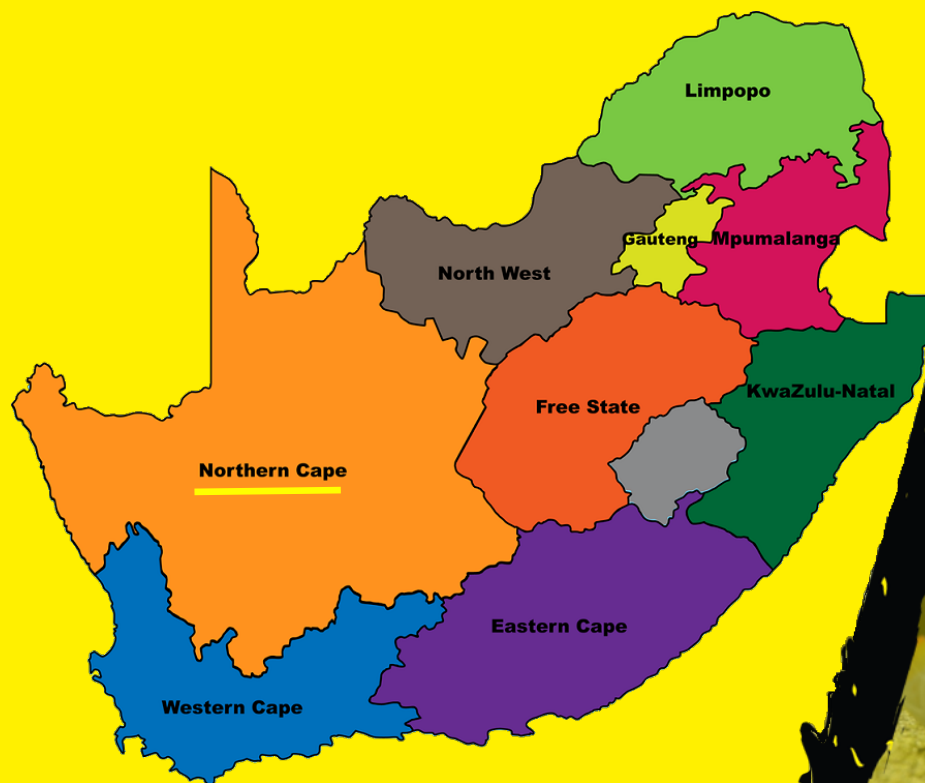 Limpopo
Gauteng
Mpumalanga
North West
KwaZulu-Natal
Free State
Northern Cape
Eastern Cape
Western Cape